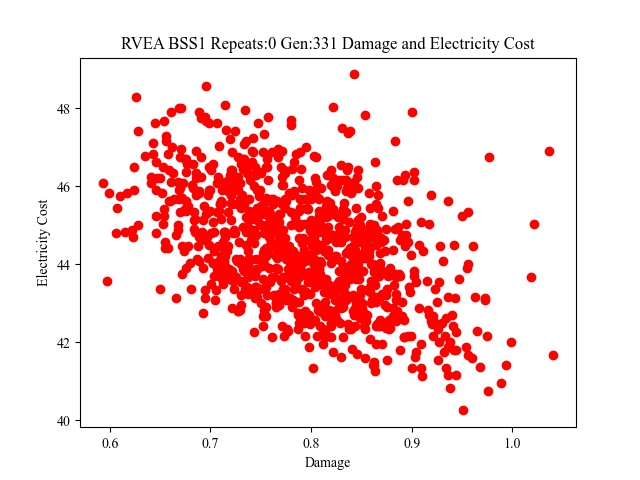 RVEA BSS1 Repeats:0 Gen:331 Damage and Electricity Cost
48
46
44
42
40
Electricity Cost
0.6 0.7 0.8 0.9 1.0
Damage